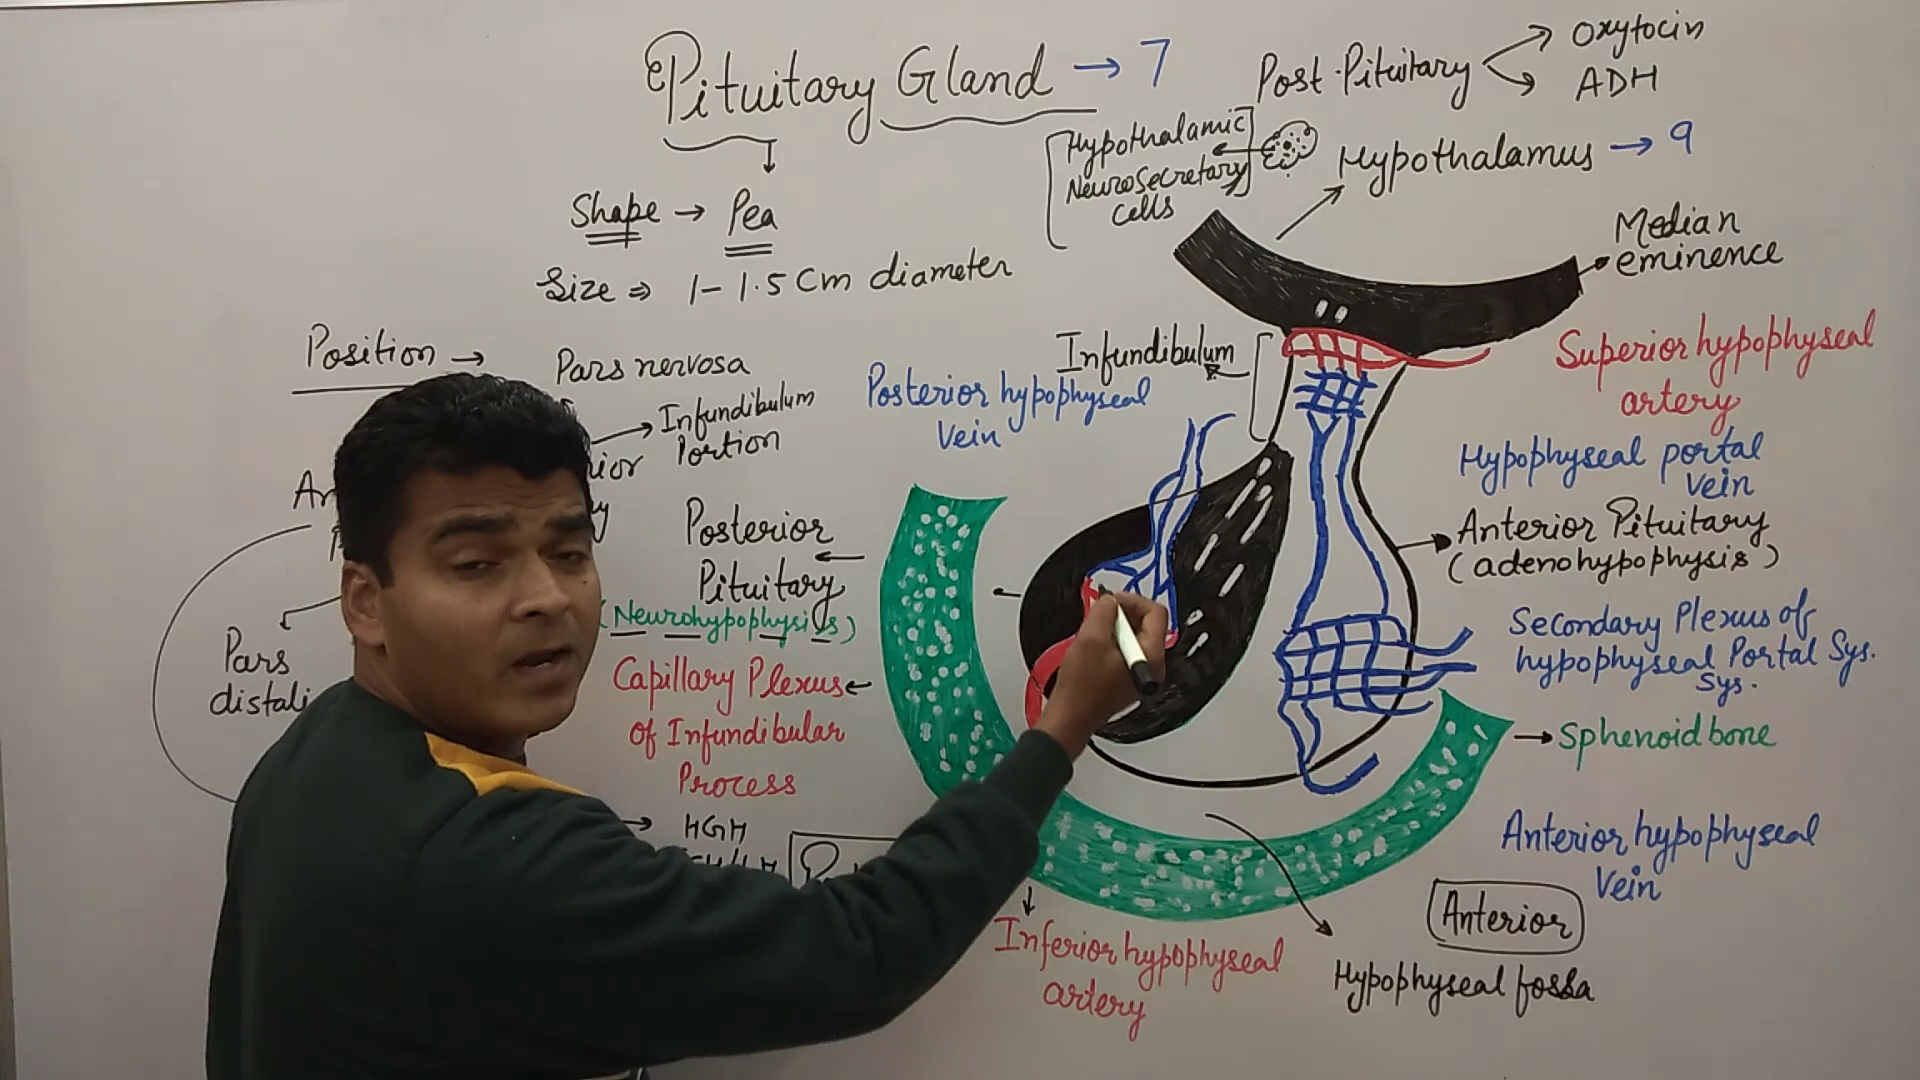 Pituitary Gland → 7
Shape → Pea
Size ⇒ 1-1.5 Cm diameter
Position →
Pars nervosa
Infundibulum
Portion
Pars
Post. Pituitary
Oxytocin
ADH
Hypothalamic
NeuroSecretary
Cells
Hypothalamus → 9
Median
eminence
Infundibulum
Superior hypophyseal
artery
Posterior hypophyseal
Vein
Hypophyseal portal
vein
Posterior
Pituitary
(Neurohypophysis)
Anterior Pituitary
(adenohypophysis)
Capillary Plexus
of Infundibular
Process
Secondary Plexus of
hypophyseal Portal Sys.
Sys.
Sphenoid bone
HGH
Anterior hypophyseal
Vein
Anterior
Inferior hypophyseal
artery
Hypophyseal fossa